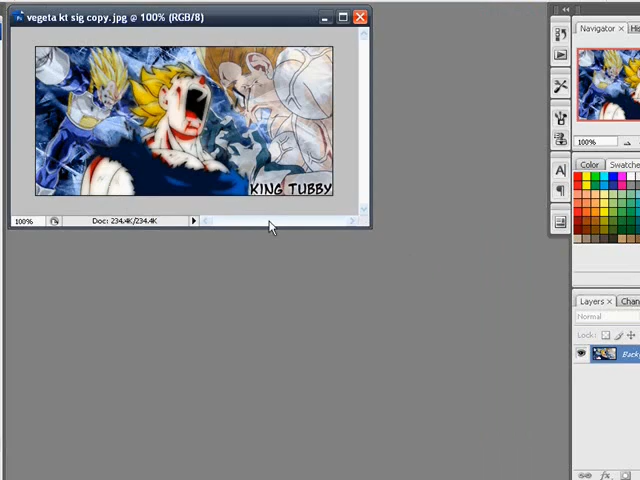 vegeta kt sig copy.jpg @ 100% (RGB/8)
KING TUBBY
100%
Doc: 234.4K/234.4K
Navigator ×
100%
Color ×
Swatches
Layers ×
Normal
Lock: